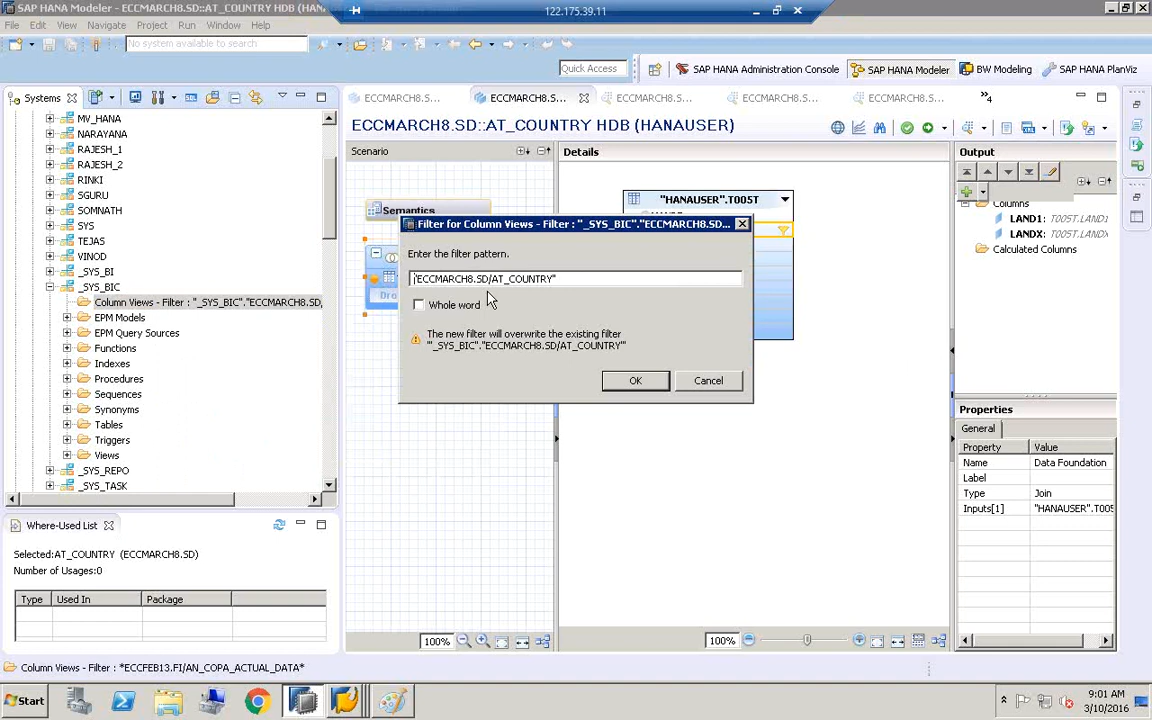 SAP HANA Modeler - ECCMARCH8.SD::AT_COUNTRY HDB (HAN
122.175.39.11
File Edit View Navigate Project Run Window Help
No system available to search
Quick Access
SAP HANA Administration Console
SAP HANA Modeler
BW Modeling
SAP HANA PlanViz
Systems
MV_HANA
NARAYANA
RAJESH_1
RAJESH_2
RINKI
SGURU
SOMNATH
SYS
TEJAS
VINOD
_SYS_BI
_SYS_BIC
Column Views - Filter : "_SYS_BIC"."ECCMARCH8.SD,
EPM Models
EPM Query Sources
Functions
Indexes
Procedures
Sequences
Synonyms
Tables
Triggers
Views
_SYS_REPO
_SYS_TASK
Where-Used List
Selected:AT_COUNTRY (ECCMARCH8.SD)
Number of Usages:0
Type Used In Package
Column Views - Filter : *ECCFEB13.FI/AN_COPA_ACTUAL_DATA*
ECCMARCH8.S... ECCMARCH8.S... ECCMARCH8.S... ECCMARCH8.S... ECCMARCH8.S... 4
ECCMARCH8.SD::AT_COUNTRY HDB (HANAUSER)
Scenario
Semantics
Details
"HANAUSER".T005T
Filter for Column Views - Filter : "_SYS_BIC"."ECCMARCH8.SD...
Enter the filter pattern.
"ECCMARCH8.SD/AT_COUNTRY"
Whole word
The new filter will overwrite the existing filter
""_SYS_BIC"."ECCMARCH8.SD/AT_COUNTRY""
OK Cancel
100%
100%
Output
Columns
LAND1: T005T.LAND1
LANDX: T005T.LANDX
Calculated Columns
Properties
General
Property Value
Name Data Foundation
Label
Type Join
Inputs[1] "HANAUSER".T005
Start
9:01 AM
3/10/2016